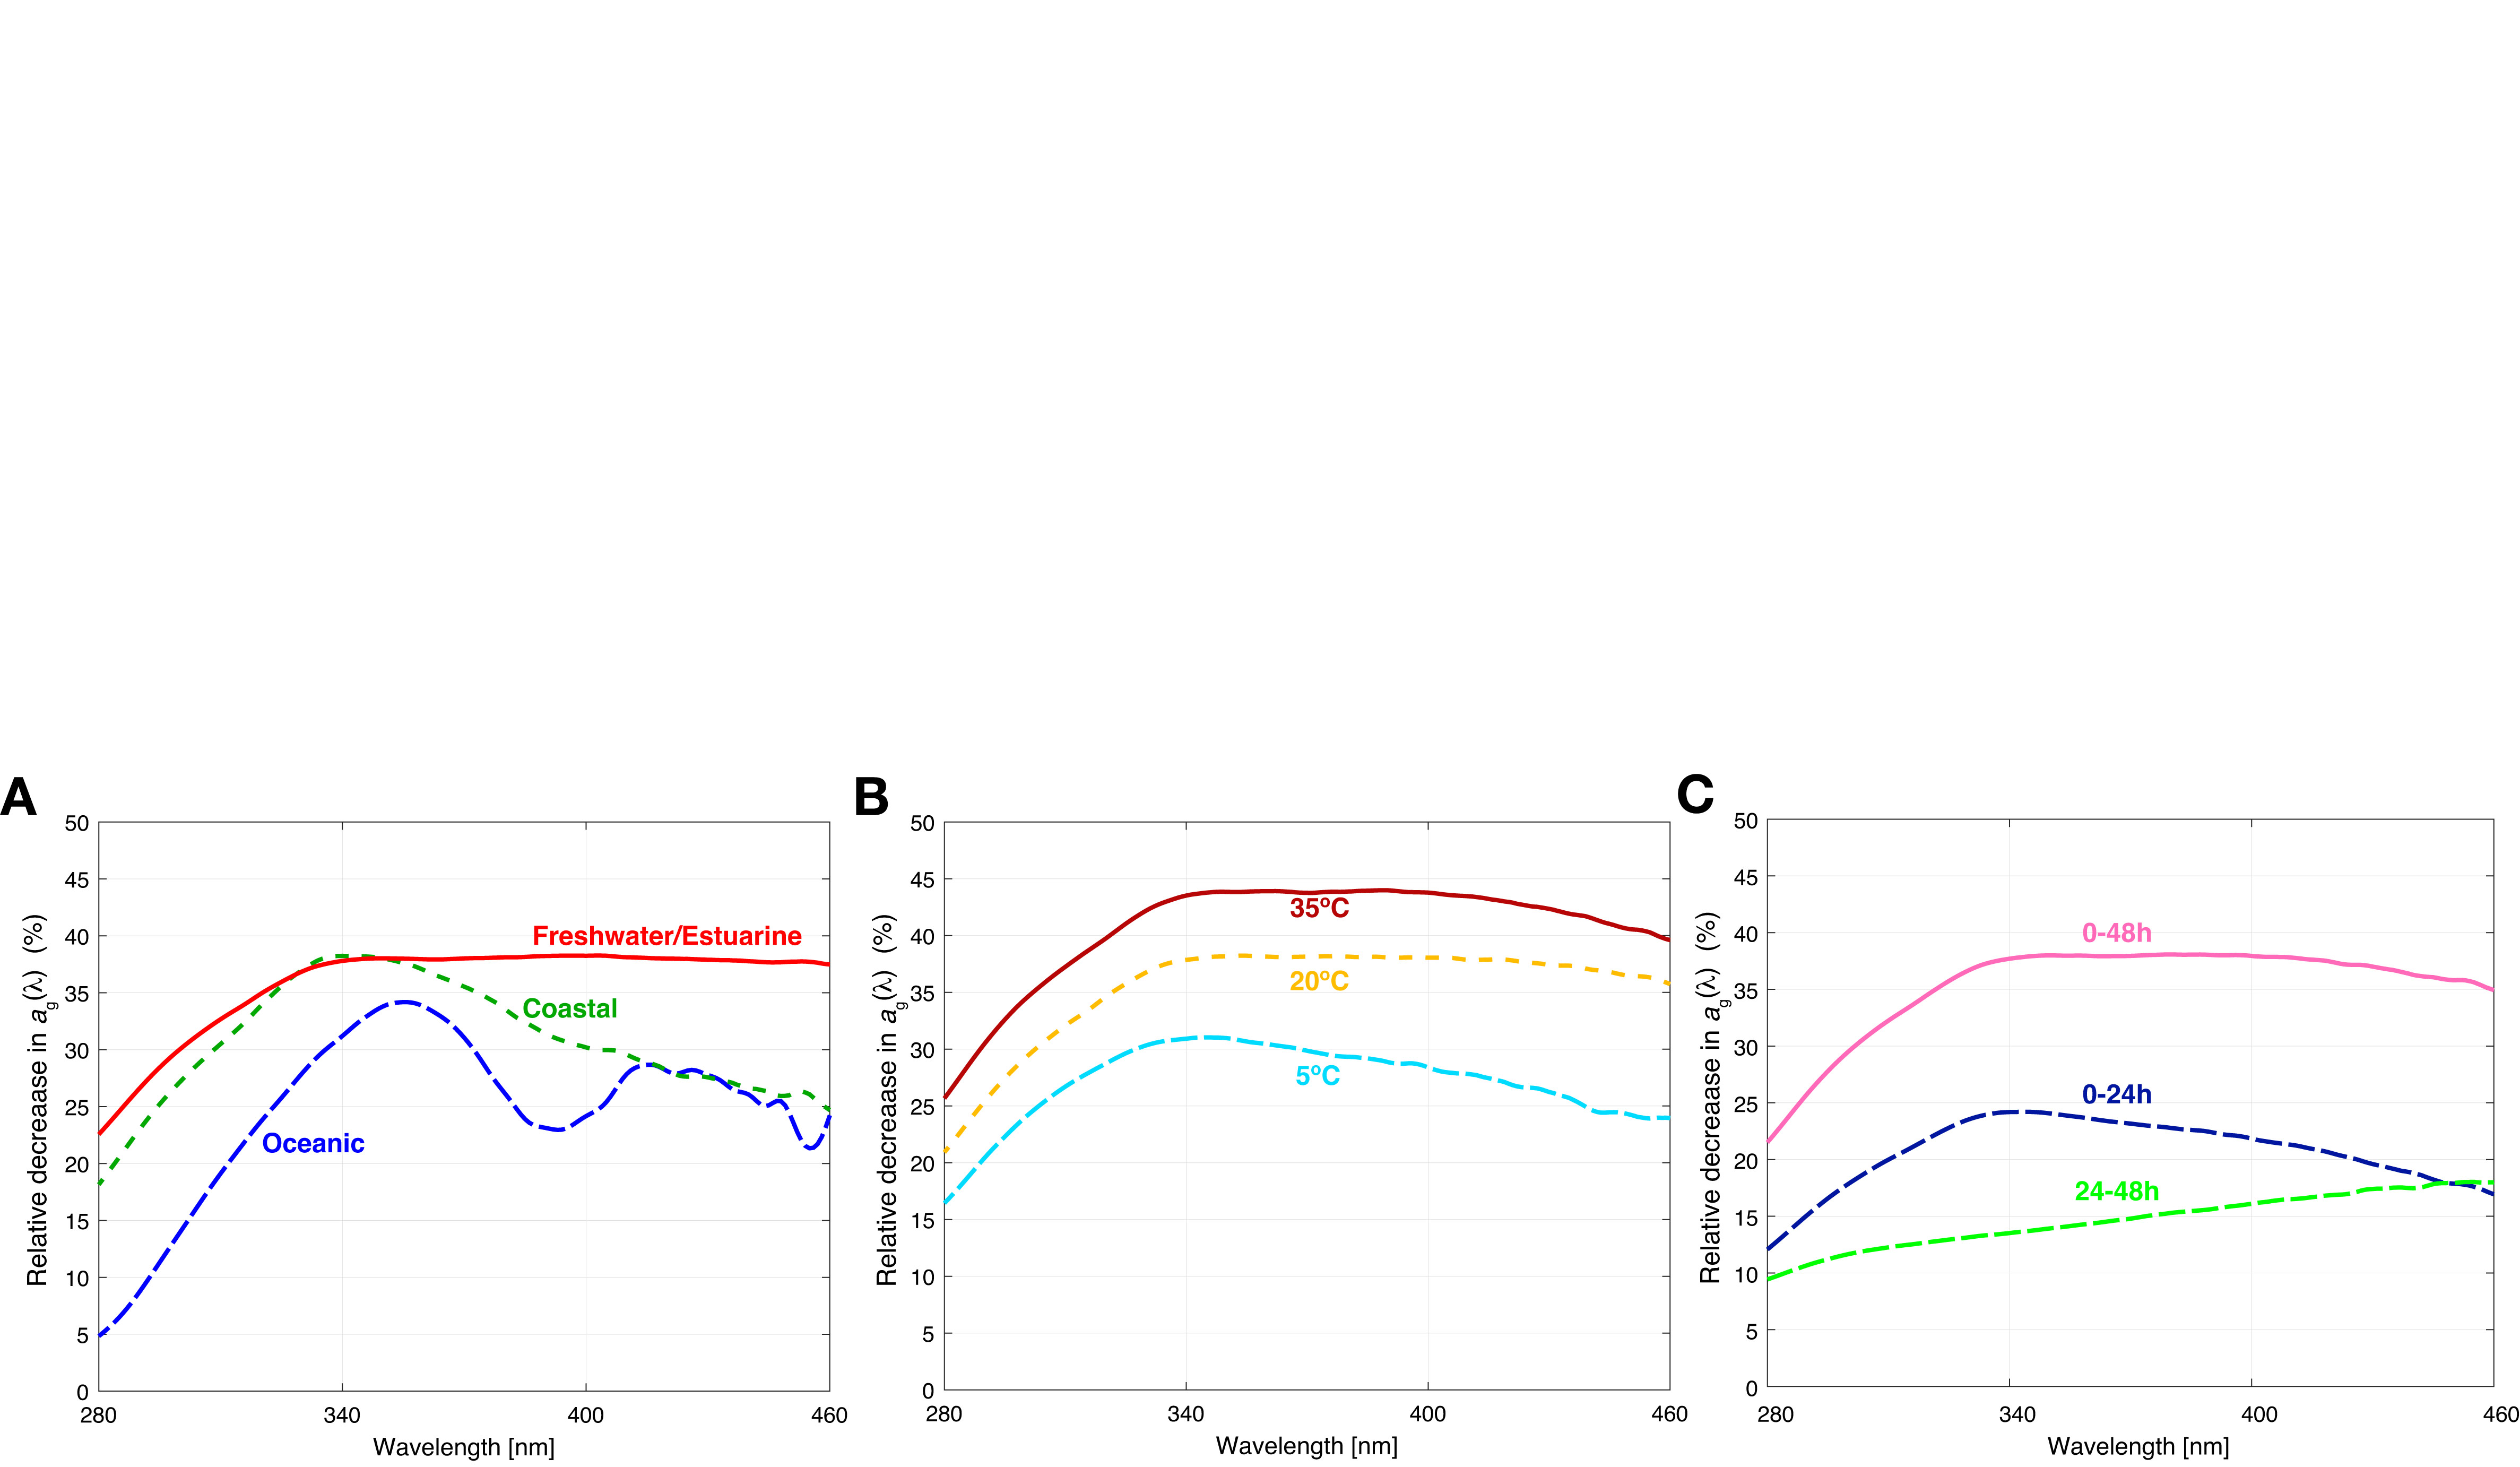 A
Relative decreaase in ag(λ) (%)
50
45
40
35
30
25
20
15
10
5
0
Freshwater/Estuarine
Coastal
Oceanic
280
340
400
460
Wavelength [nm]
B
Relative decreaase in ag(λ) (%)
50
45
40
35
30
25
20
15
10
5
0
35ºC
20ºC
5ºC
280
340
400
460
Wavelength [nm]
C
Relative decreaase in ag(λ) (%)
50
45
40
35
30
25
20
15
10
5
0
0-48h
0-24h
24-48h
280
340
400
460
Wavelength [nm]